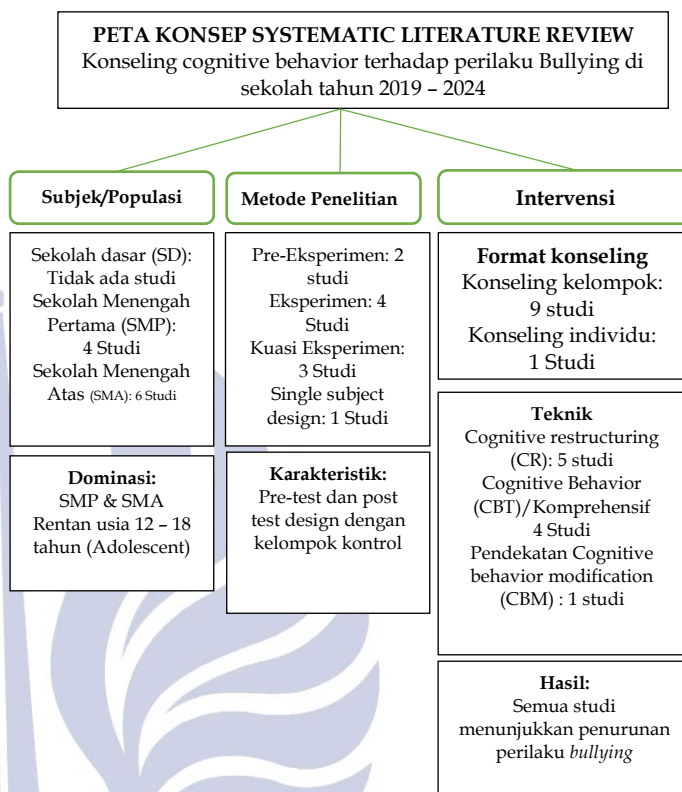 PETA KONSEP SYSTEMATIC LITERATURE REVIEW
Konseling cognitive behavior terhadap perilaku Bullying di
sekolah tahun 2019 – 2024
Subjek/Populasi
Sekolah dasar (SD):
Tidak ada studi
Sekolah Menengah
Pertama (SMP):
4 Studi
Sekolah Menengah
Atas (SMA): 6 Studi
Dominasi:
SMP & SMA
Rentan usia 12 – 18
tahun (Adolescent)
Metode Penelitian
Pre-Eksperimen: 2
studi
Eksperimen: 4
Studi
Kuasi Eksperimen:
3 Studi
Single subject
design: 1 Studi
Karakteristik:
Pre-test dan post
test design dengan
kelompok kontrol
Intervensi
Format konseling
Konseling kelompok:
9 studi
Konseling individu:
1 Studi
Teknik
Cognitive restructuring
(CR): 5 studi
Cognitive Behavior
(CBT)/Komprehensif
4 Studi
Pendekatan Cognitive
behavior modification
(CBM) : 1 studi
Hasil:
Semua studi
menunjukkan penurunan
perilaku bullying